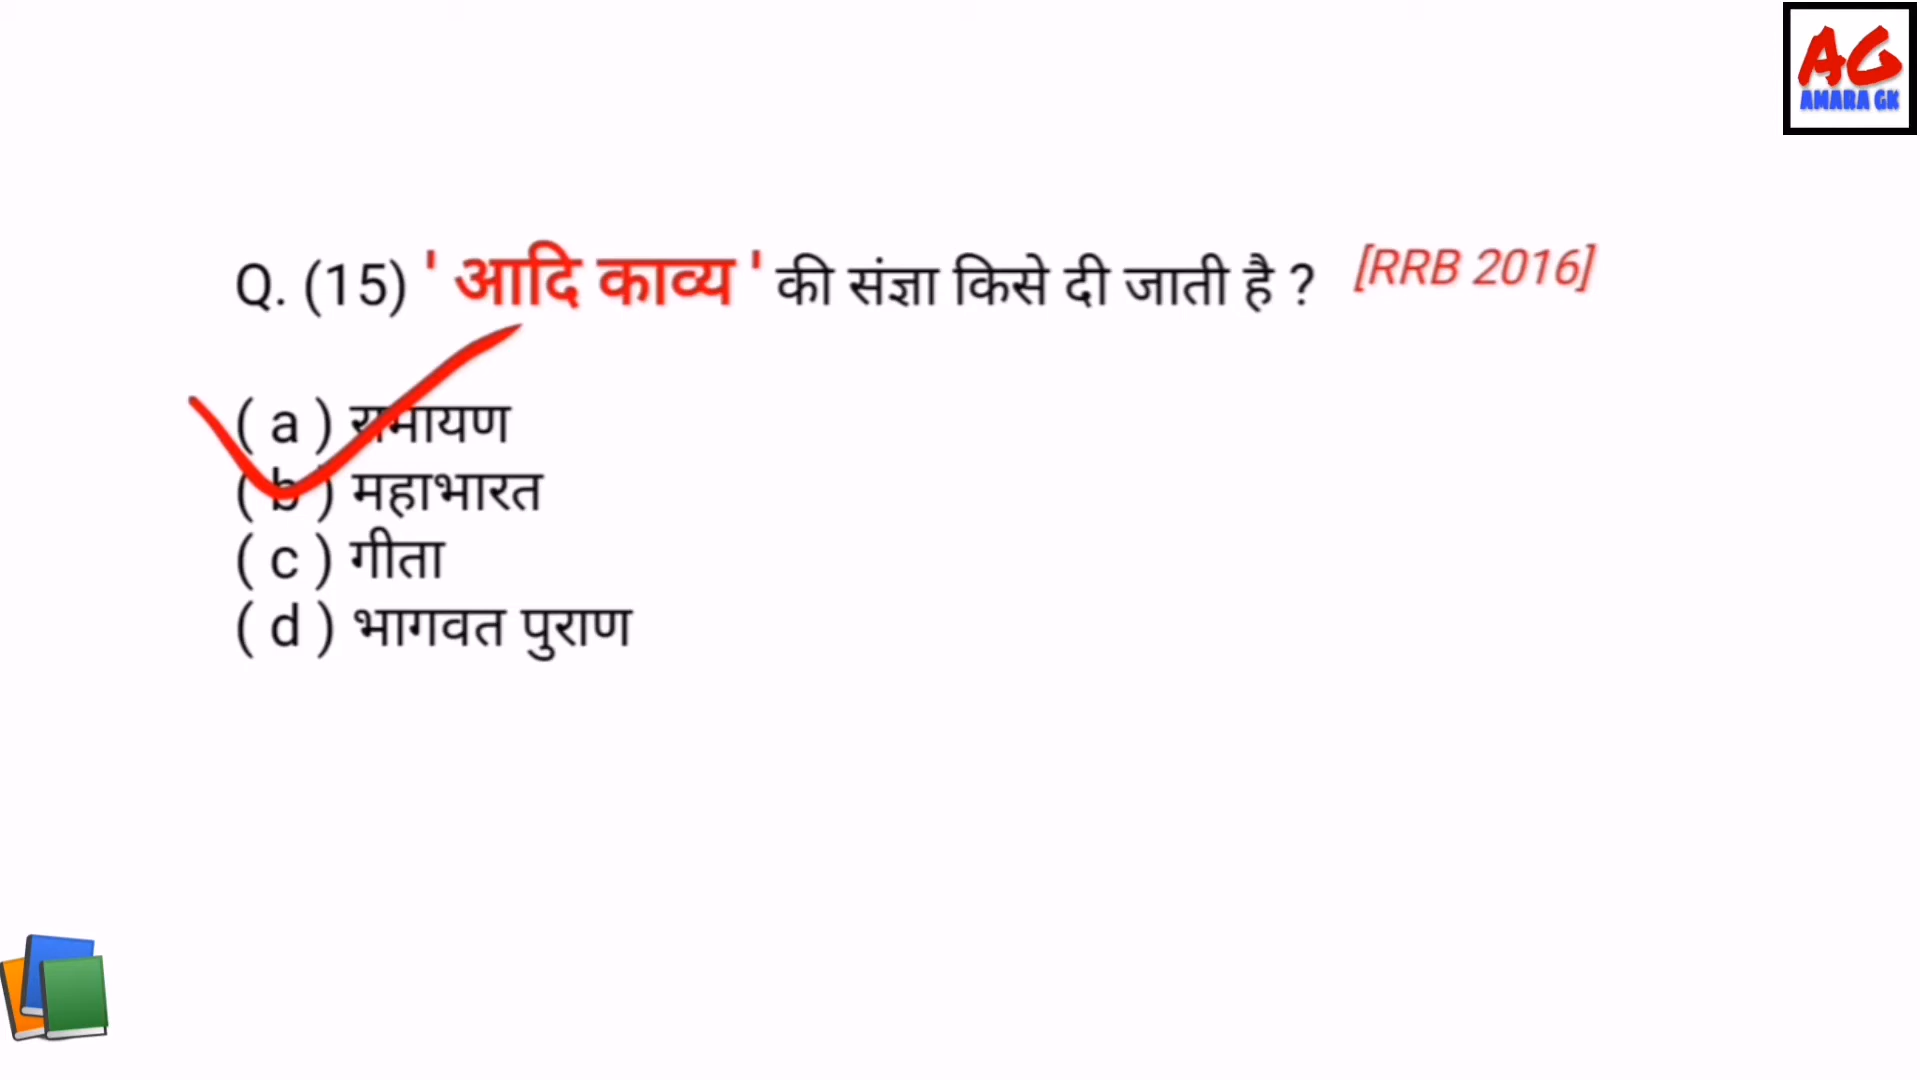 AG
AMARA GK
Q. (15) ' आदि काव्य ' की संज्ञा किसे दी जाती है ? [RRB 2016]
( a ) रामायण
( b ) महाभारत
( c ) गीता
( d ) भागवत पुराण